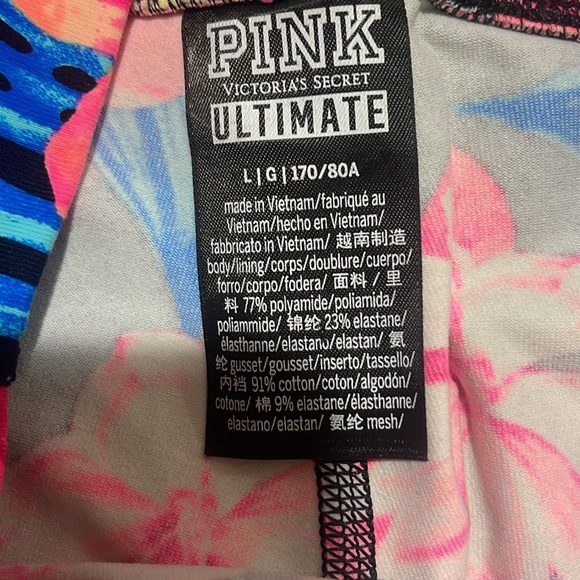 PINK
VICTORIA'S SECRET
ULTIMATE
L | G | 170/80A
made in Vietnam/fabriqué au
Vietnam/hecho en Vietnam/
fabbricato in Vietnam/ 越南制造
body/lining/corps/doublure/cuerpo/
forro/corpo/fodera/ 面料 / 里
料 77% polyamide/poliamida/
poliammide/ 锦纶 23% elastane/
élasthanne/elastano/elastan/ 氨
纶 gusset/gousset/inserto/tassello/
内裆 91% cotton/coton/algodón/
cotone/ 棉 9% elastane/élasthanne/
elastano/elastan/ 氨纶 mesh/